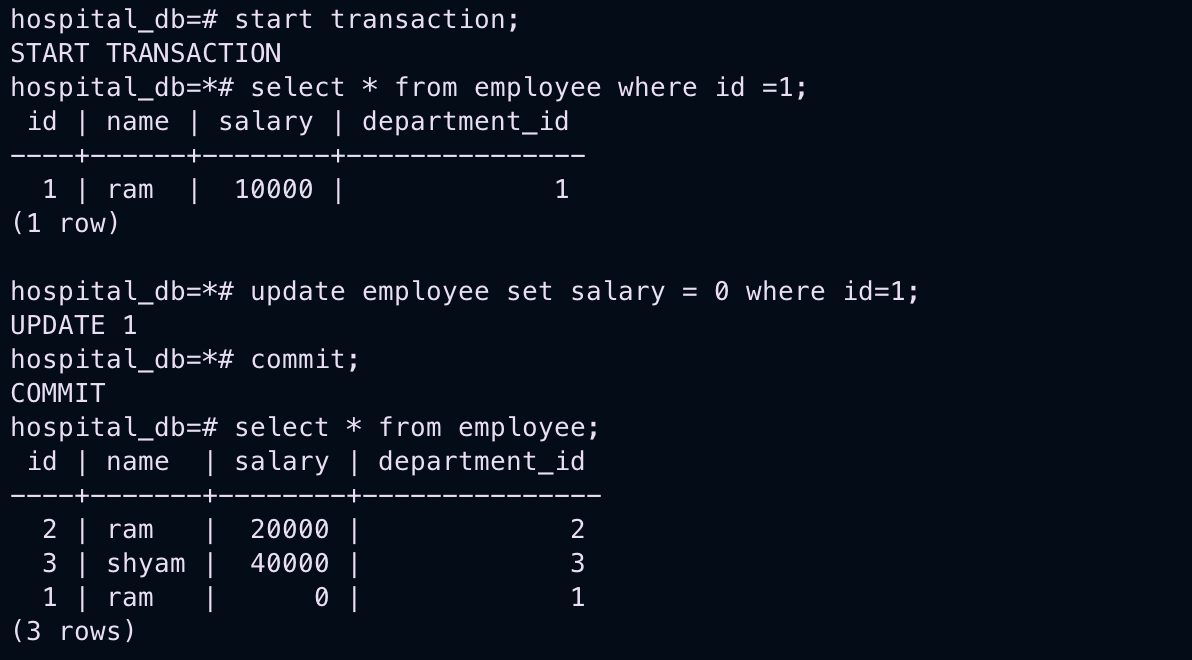 hospital_db=# start transaction;
START TRANSACTION
hospital_db=*# select * from employee where id =1;
 id | name | salary | department_id
----+------+--------+---------------
  1 | ram  |  10000 |             1
(1 row)

hospital_db=*# update employee set salary = 0 where id=1;
UPDATE 1
hospital_db=*# commit;
COMMIT
hospital_db=# select * from employee;
 id | name  | salary | department_id
----+-------+--------+---------------
  2 | ram   |  20000 |             2
  3 | shyam |  40000 |             3
  1 | ram   |      0 |             1
(3 rows)